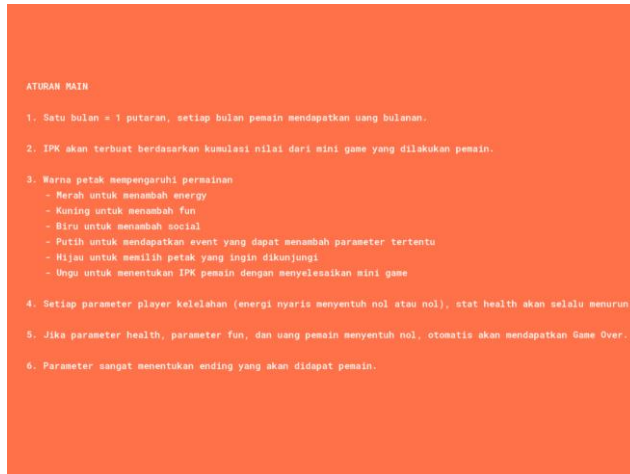 ATURAN MAIN
1. Satu bulan = 1 putaran, setiap bulan pemain mendapatkan uang bulanan.
2. IPK akan terbuat berdasarkan kumulasi nilai dari mini game yang dilakukan pemain.
3. Warna petak mempengaruhi permainan
- Merah untuk menambah energy
- Kuning untuk menambah fun
- Biru untuk menambah social
- Putih untuk mendapatkan event yang dapat menambah parameter tertentu
- Hijau untuk memilih petak yang ingin dikunjungi
- Ungu untuk menentukan IPK pemain dengan menyelesaikan mini game
4. Setiap parameter player kelelahan (energi nyaris menyentuh nol atau nol), stat health akan selalu menurun
5. Jika parameter health, parameter fun, dan uang pemain menyentuh nol, otomatis akan mendapatkan Game Over.
6. Parameter sangat menentukan ending yang akan didapat pemain.